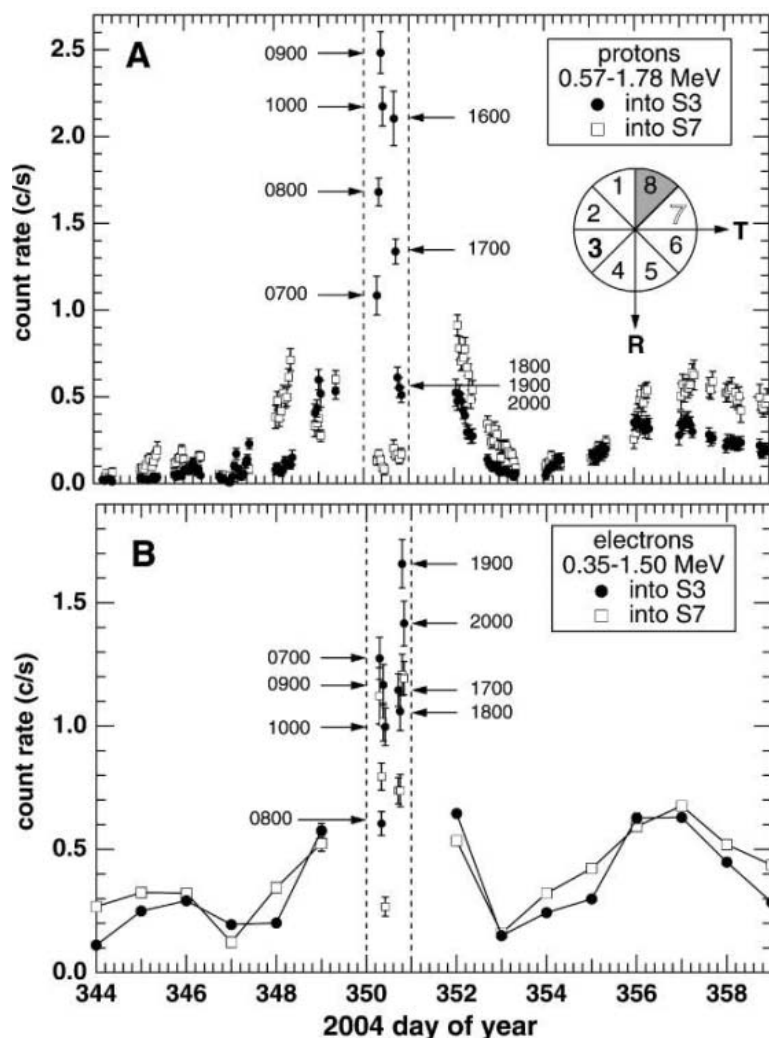 A
protons
0.57-1.78 MeV
into S3
into S7
0900
1000
1600
0800
1700
0700
1800
1900
2000
1
8
2
7
3
6
4
5
T
R
count rate (c/s)
2.5
2.0
1.5
1.0
0.5
0.0
B
electrons
0.35-1.50 MeV
into S3
into S7
1900
2000
0700
0900
1700
1800
1000
0800
count rate (c/s)
1.5
1.0
0.5
0.0
344 346 348 350 352 354 356 358
2004 day of year